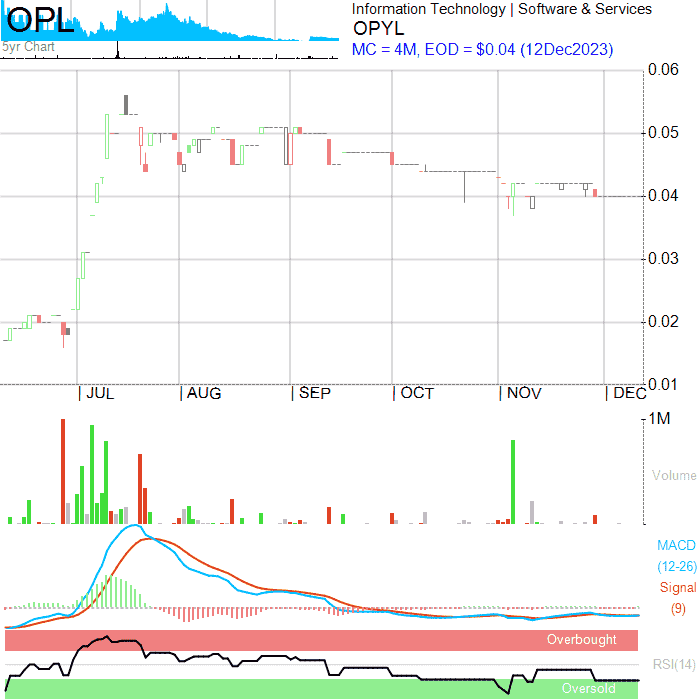 OPL
5yr Chart
Information Technology | Software & Services
OPYL
MC = 4M, EOD = $0.04 (12Dec2023)
0.06
0.05
0.04
0.03
0.02
0.01
| JUL | AUG | SEP | OCT | NOV | DEC
1M
Volume
MACD
(12-26)
Signal
(9)
Overbought
RSI(14)
Oversold